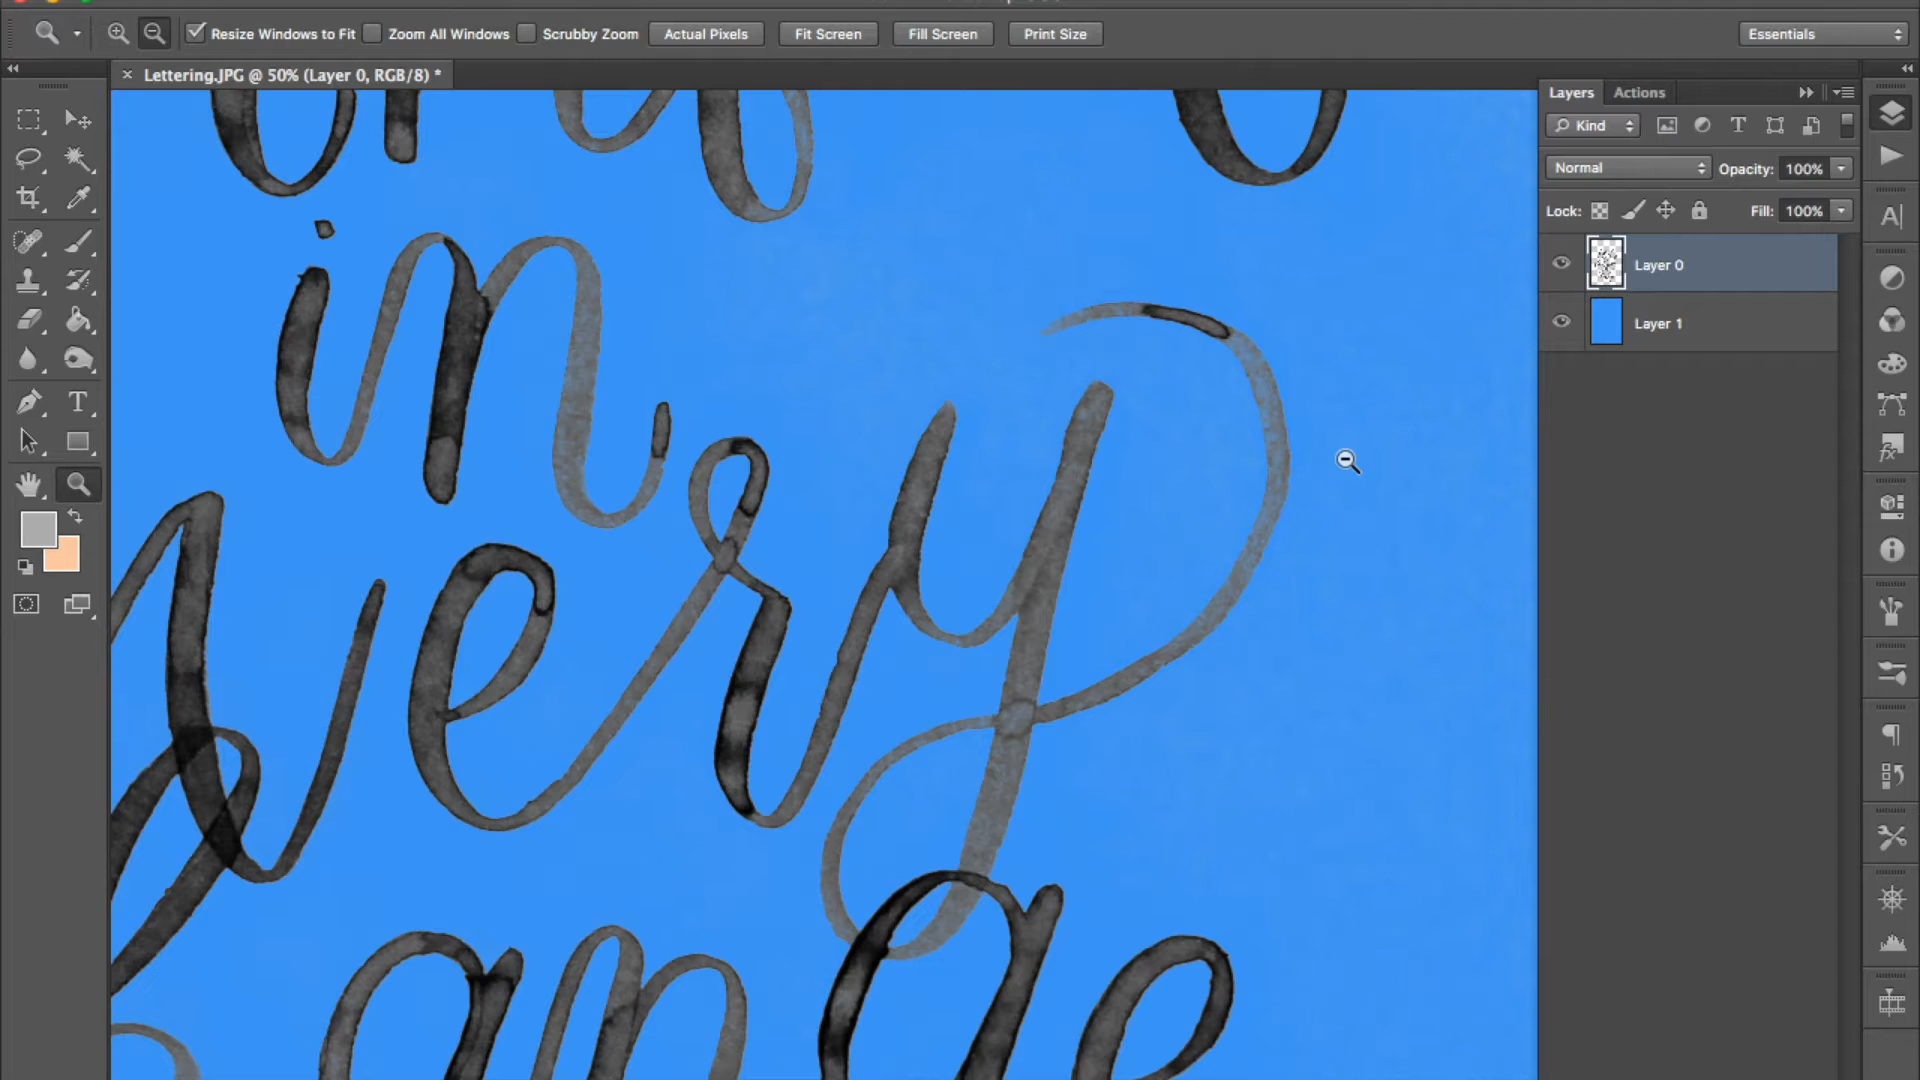 Resize Windows to Fit Zoom All Windows Scrubby Zoom Actual Pixels Fit Screen Fill Screen Print Size Essentials
Lettering.JPG @ 50% (Layer 0, RGB/8) *
Layers Actions
Kind
Normal Opacity: 100%
Lock: Fill: 100%
Layer 0
Layer 1
in
very